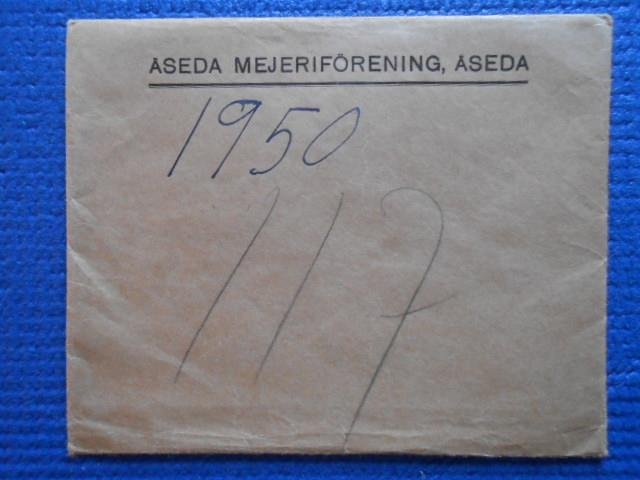 ÅSEDA MEJERIFÖRENING, ÅSEDA
1950
117